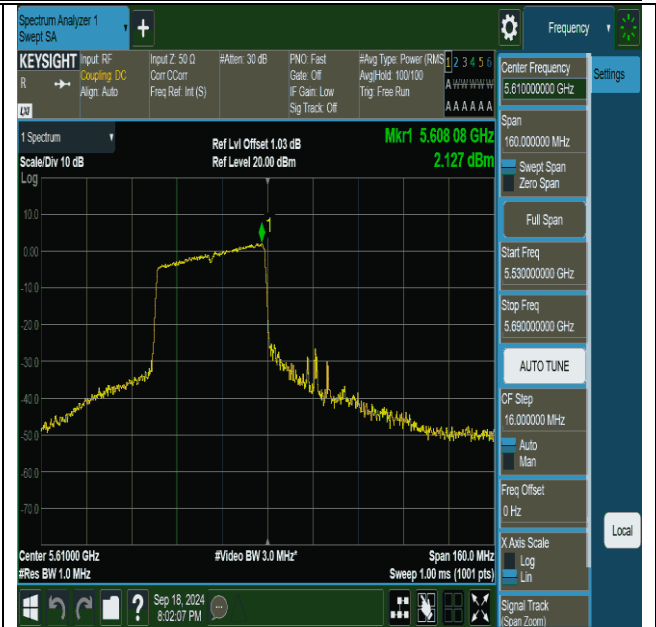 Spectrum Analyzer 1
Swept SA
+
Frequency
KEYSIGHT
R
LXI
Input: RF
Coupling: DC
Align: Auto
Input Z: 50 Ω
Corr CCorr
Freq Ref: Int (S)
#Atten: 30 dB
PNO: Fast
Gate: Off
IF Gain: Low
Sig Track: Off
#Avg Type: Power (RMS
Avg|Hold: 100/100
Trig: Free Run
1 2 3 4 5 6
A W W W W W
A A A A A A
1 Spectrum
Scale/Div 10 dB
Ref Lvl Offset 1.03 dB
Ref Level 20.00 dBm
Mkr1 5.608 08 GHz
2.127 dBm
Log
1
10.0
0.00
-10.0
-20.0
-30.0
-40.0
-50.0
-60.0
-70.0
Center 5.61000 GHz
#Res BW 1.0 MHz
#Video BW 3.0 MHz*
Span 160.0 MHz
Sweep 1.00 ms (1001 pts)
Sep 18, 2024
8:02:07 PM
?
Center Frequency
5.610000000 GHz
Span
160.000000 MHz
Swept Span
Zero Span
Full Span
Start Freq
5.530000000 GHz
Stop Freq
5.690000000 GHz
AUTO TUNE
CF Step
16.000000 MHz
Auto
Man
Freq Offset
0 Hz
X Axis Scale
Log
Lin
Signal Track
(Span Zoom)
Settings
Local